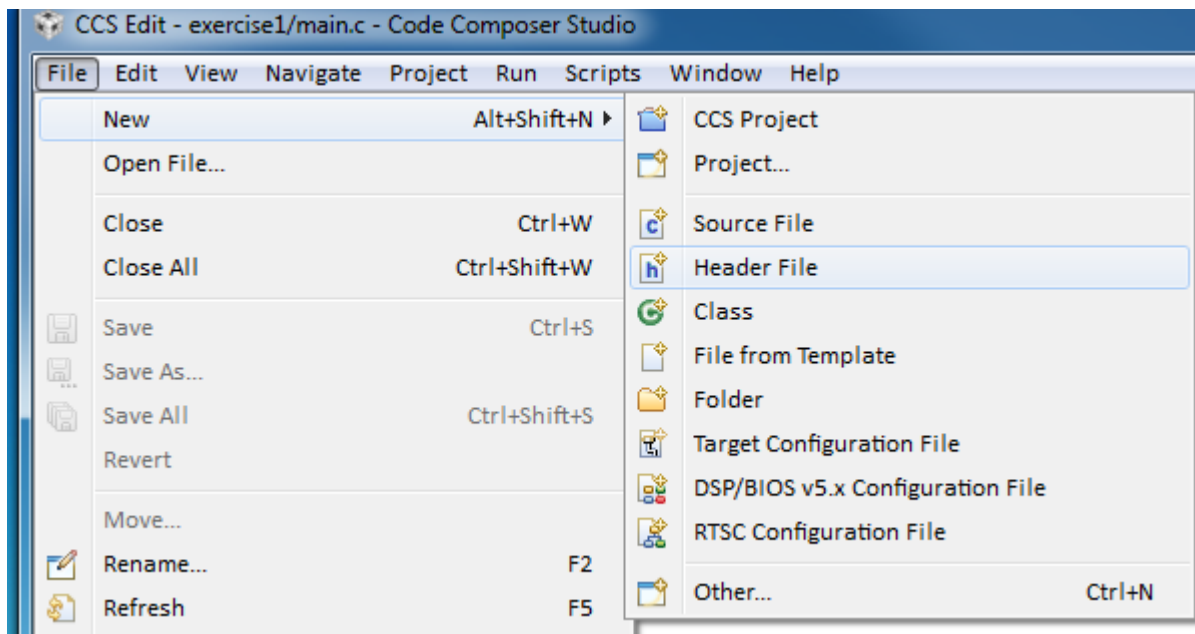 CCS Edit - exercise1/main.c - Code Composer Studio
File Edit View Navigate Project Run Scripts Window Help
New Alt+Shift+N
Open File...
Close Ctrl+W
Close All Ctrl+Shift+W
Save Ctrl+S
Save As...
Save All Ctrl+Shift+S
Revert
Move...
Rename... F2
Refresh F5
CCS Project
Project...
Source File
Header File
Class
File from Template
Folder
Target Configuration File
DSP/BIOS v5.x Configuration File
RTSC Configuration File
Other... Ctrl+N